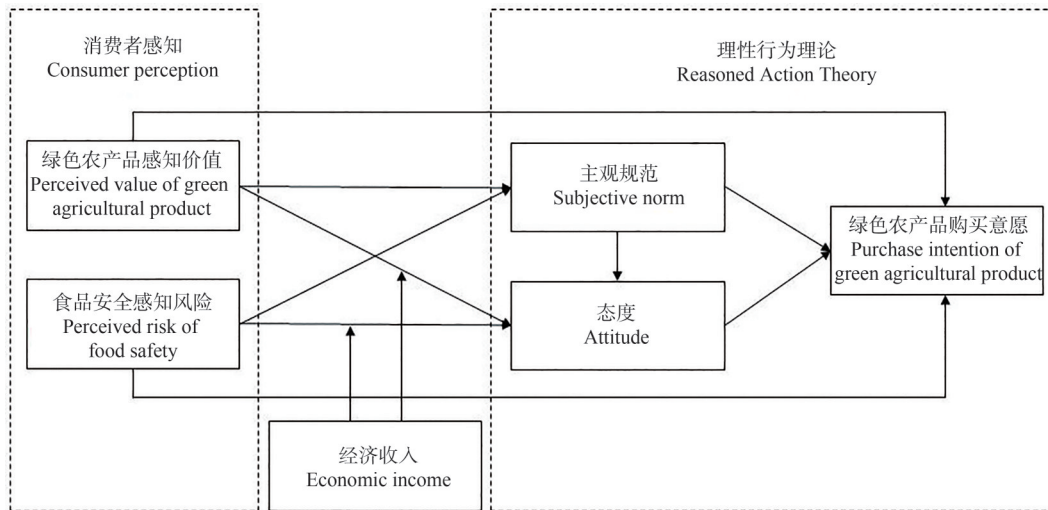 消费者感知
Consumer perception
理性行为理论
Reasoned Action Theory
绿色农产品感知价值
Perceived value of green
agricultural product
主观规范
Subjective norm
绿色农产品购买意愿
Purchase intention of
green agricultural product
食品安全感知风险
Perceived risk of
food safety
态度
Attitude
经济收入
Economic income